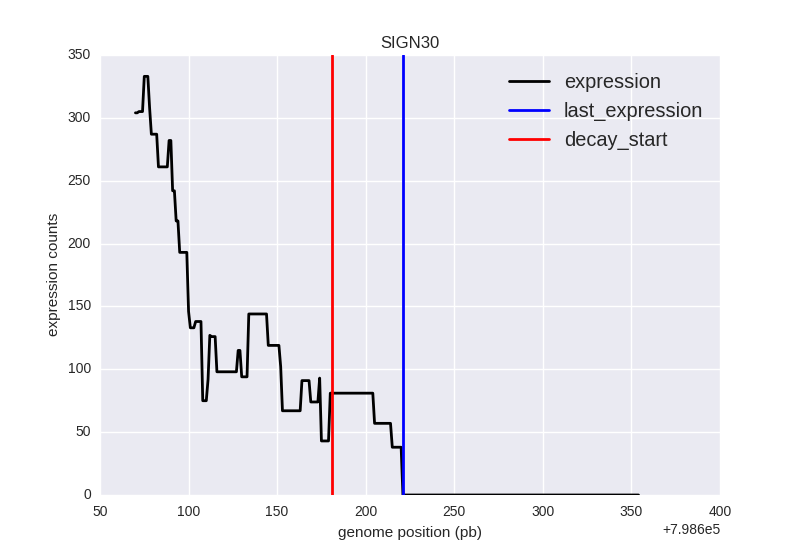 SIGN30
350
300
250
200
150
100
50
0
expression counts
expression
last_expression
decay_start
50 100 150 200 250 300 350 400
+7.986e5
genome position (pb)